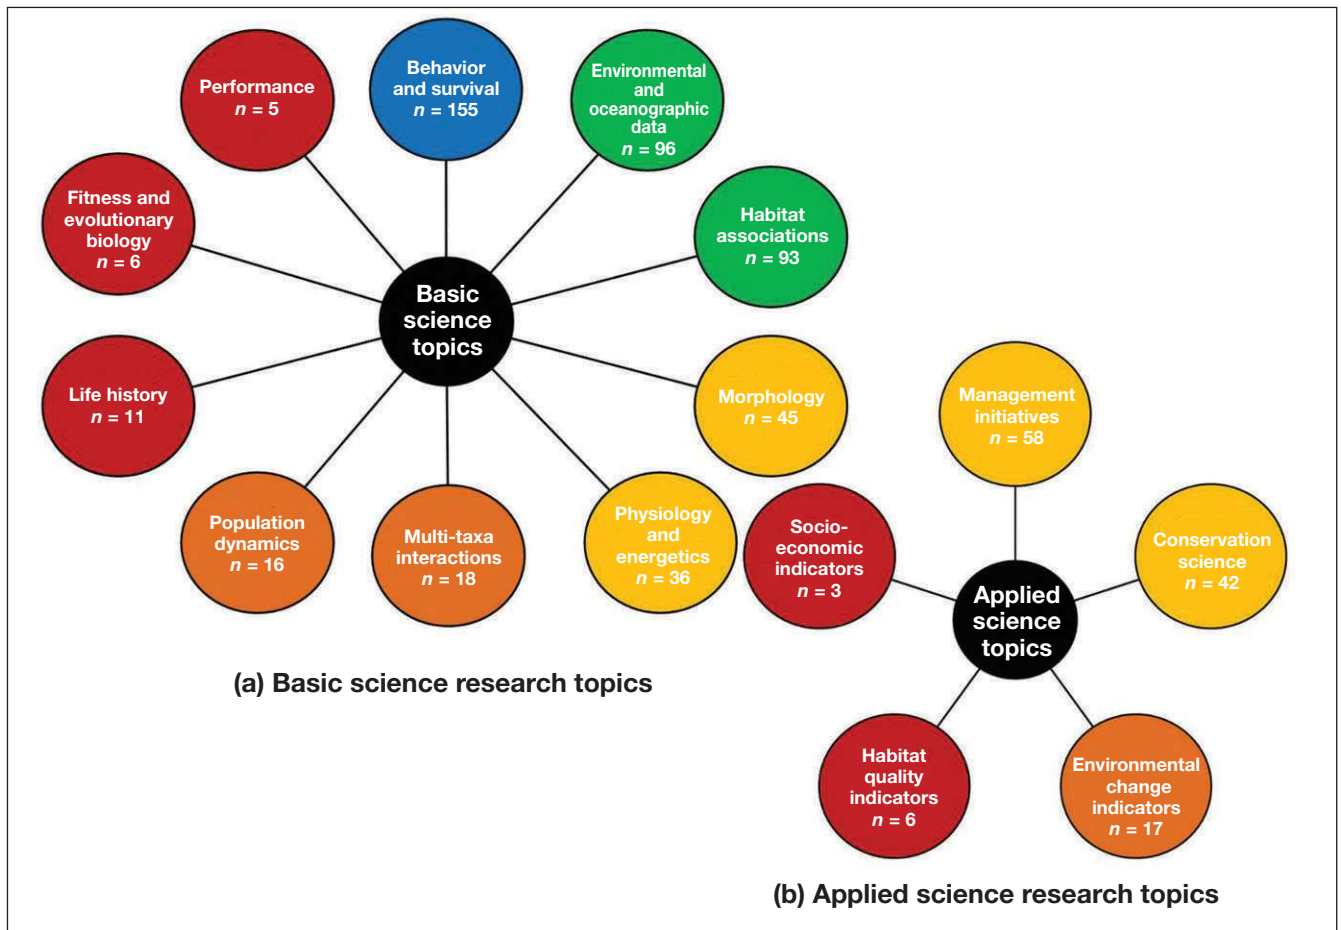 Performance
n = 5
Behavior
and survival
n = 155
Environmental
and
oceanographic
data
n = 96
Fitness and
evolutionary
biology
n = 6
Habitat
associations
n = 93
Basic
science
topics
Life history
n = 11
Morphology
n = 45
Population
dynamics
n = 16
Multi-taxa
interactions
n = 18
Physiology
and
energetics
n = 36
(a) Basic science research topics
Management
initiatives
n = 58
Socio-
economic
indicators
n = 3
Conservation
science
n = 42
Applied
science
topics
Habitat
quality
indicators
n = 6
Environmental
change
indicators
n = 17
(b) Applied science research topics